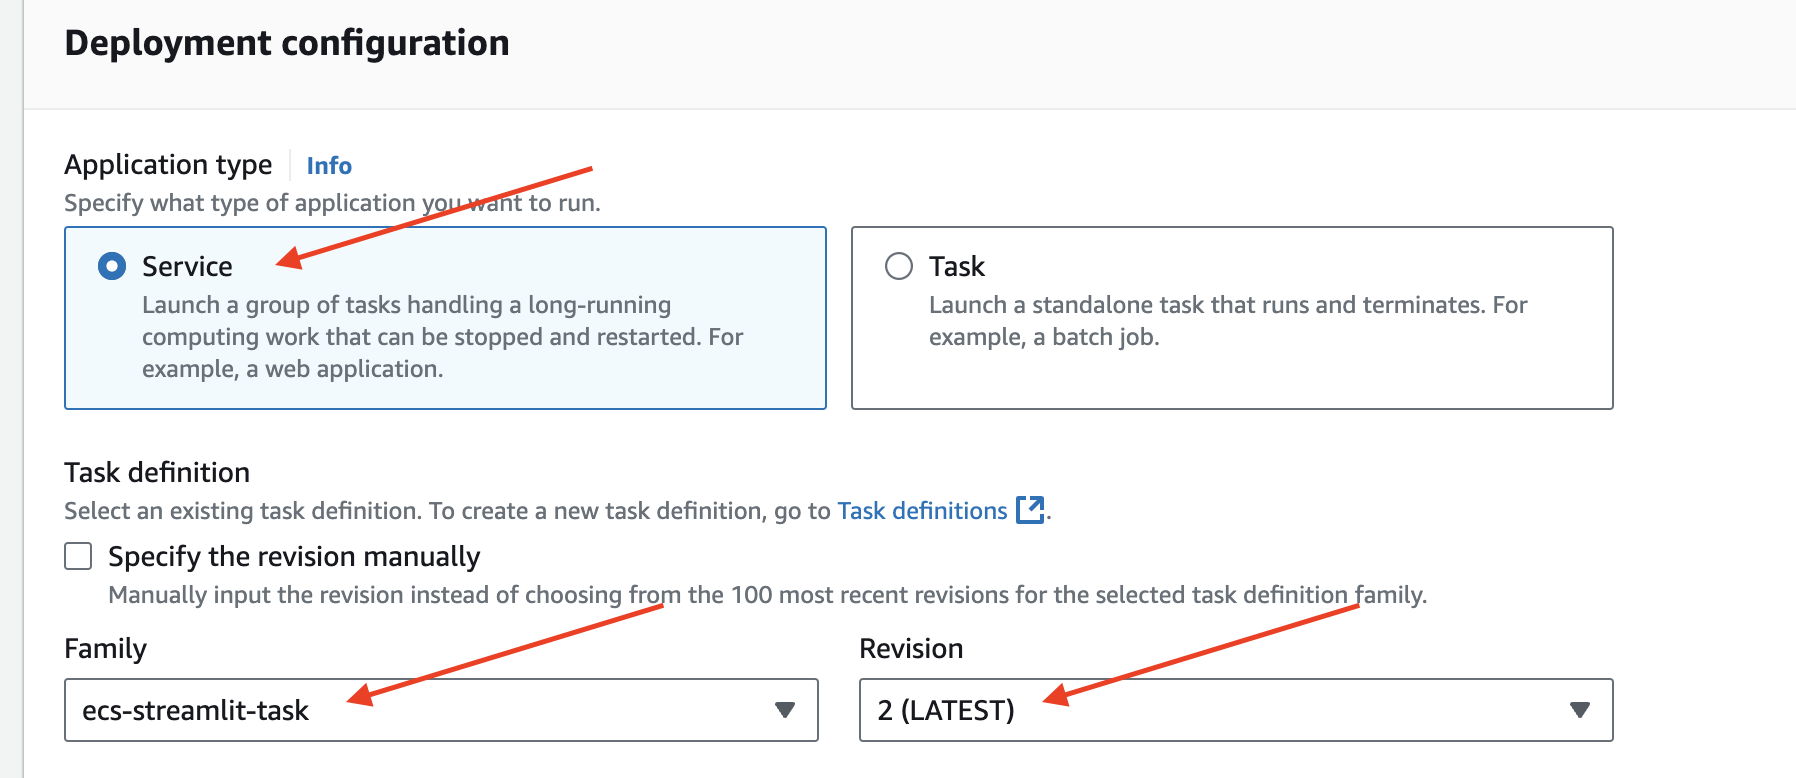 Deployment configuration
Application type Info
Specify what type of application you want to run.
Service
Launch a group of tasks handling a long-running
computing work that can be stopped and restarted. For
example, a web application.
Task
Launch a standalone task that runs and terminates. For
example, a batch job.
Task definition
Select an existing task definition. To create a new task definition, go to Task definitions.
Specify the revision manually
Manually input the revision instead of choosing from the 100 most recent revisions for the selected task definition family.
Family
ecs-streamlit-task
Revision
2 (LATEST)